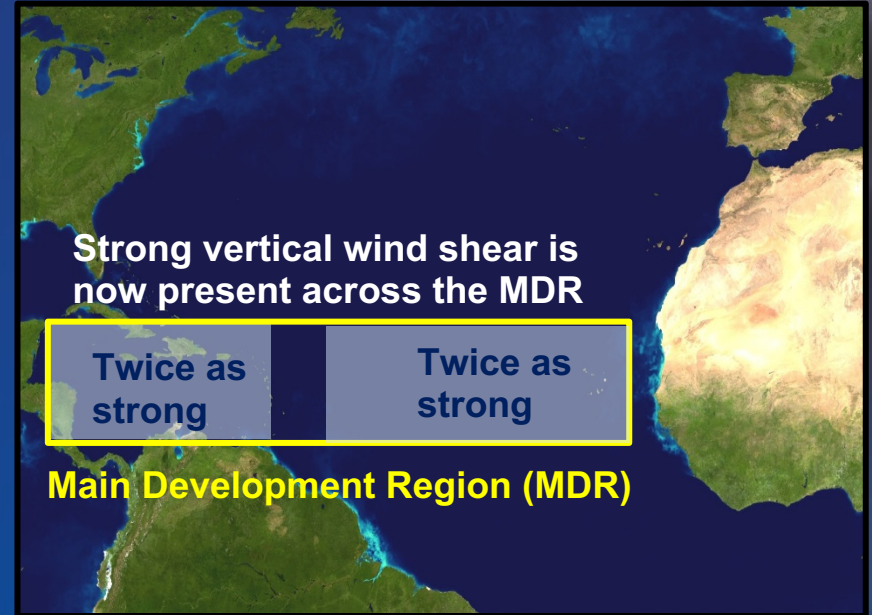 Strong vertical wind shear is
now present across the MDR
Twice as
strong
Twice as
strong
Main Development Region (MDR)